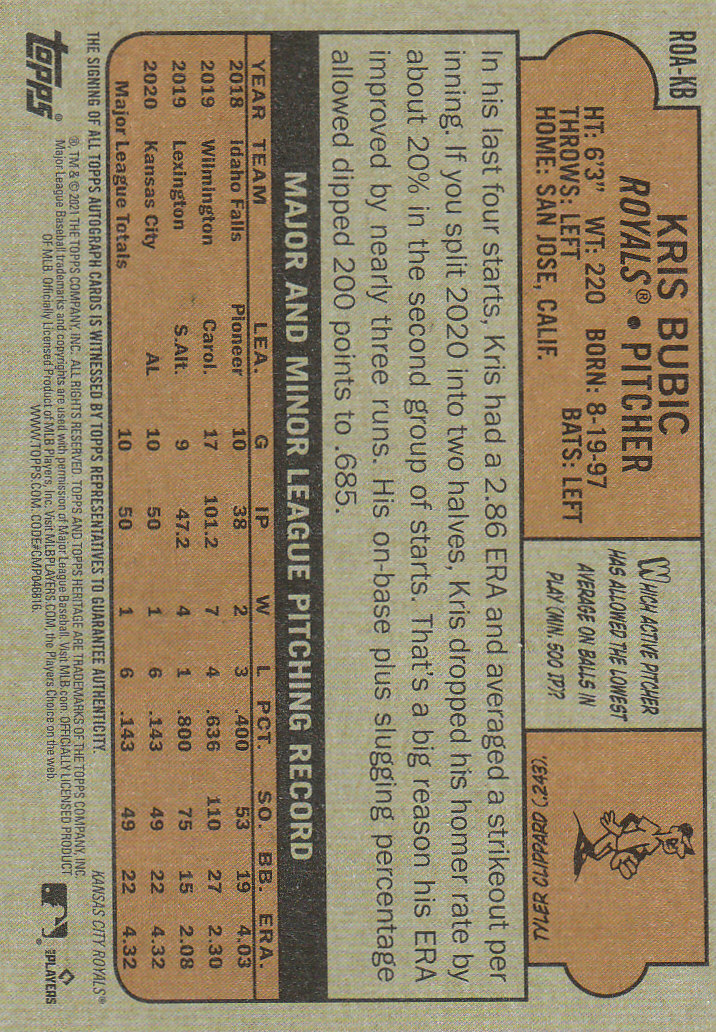 ROA-KB
KRIS BUBIC
ROYALS® • PITCHER
HT: 6'3" WT: 220 BORN: 8-19-97
THROWS: LEFT BATS: LEFT
HOME: SAN JOSE, CALIF.
WHICH ACTIVE PITCHER
HAS ALLOWED THE LOWEST
AVERAGE ON BALLS IN
PLAY (MIN. 500 IP)?
TYLER CLIPPARD (.243).
In his last four starts, Kris had a 2.86 ERA and averaged a strikeout per
inning. If you split 2020 into two halves, Kris dropped his homer rate by
about 20% in the second group of starts. That's a big reason his ERA
improved by nearly three runs. His on-base plus slugging percentage
allowed dipped 200 points to .685.
MAJOR AND MINOR LEAGUE PITCHING RECORD
YEAR TEAM LEA. G IP W L PCT. SO. BB. ERA.
2018 Idaho Falls Pioneer 10 38 2 3 .400 53 19 4.03
2019 Wilmington Carol. 17 101.2 7 4 .636 110 27 2.30
2019 Lexington S.Alt. 9 47.2 4 1 .800 75 15 2.08
2020 Kansas City AL 10 50 1 6 .143 49 22 4.32
Major League Totals 10 50 1 6 .143 49 22 4.32
THE SIGNING OF ALL TOPPS AUTOGRAPH CARDS IS WITNESSED BY TOPPS REPRESENTATIVES TO GUARANTEE AUTHENTICITY. KANSAS CITY ROYALS®
®, TM & © 2021 THE TOPPS COMPANY, INC. ALL RIGHTS RESERVED. TOPPS AND TOPPS HERITAGE ARE TRADEMARKS OF THE TOPPS COMPANY, INC.
Major League Baseball trademarks and copyrights are used with permission of Major League Baseball. Visit MLB.com. OFFICIALLY LICENSED PRODUCT
OF MLB. Officially Licensed Product of MLB Players, Inc. Visit MLBPLAYERS.COM, the Players Choice on the web.
WWW.TOPPS.COM. CODE#CMP046816.
topps®
MLB PLAYERS